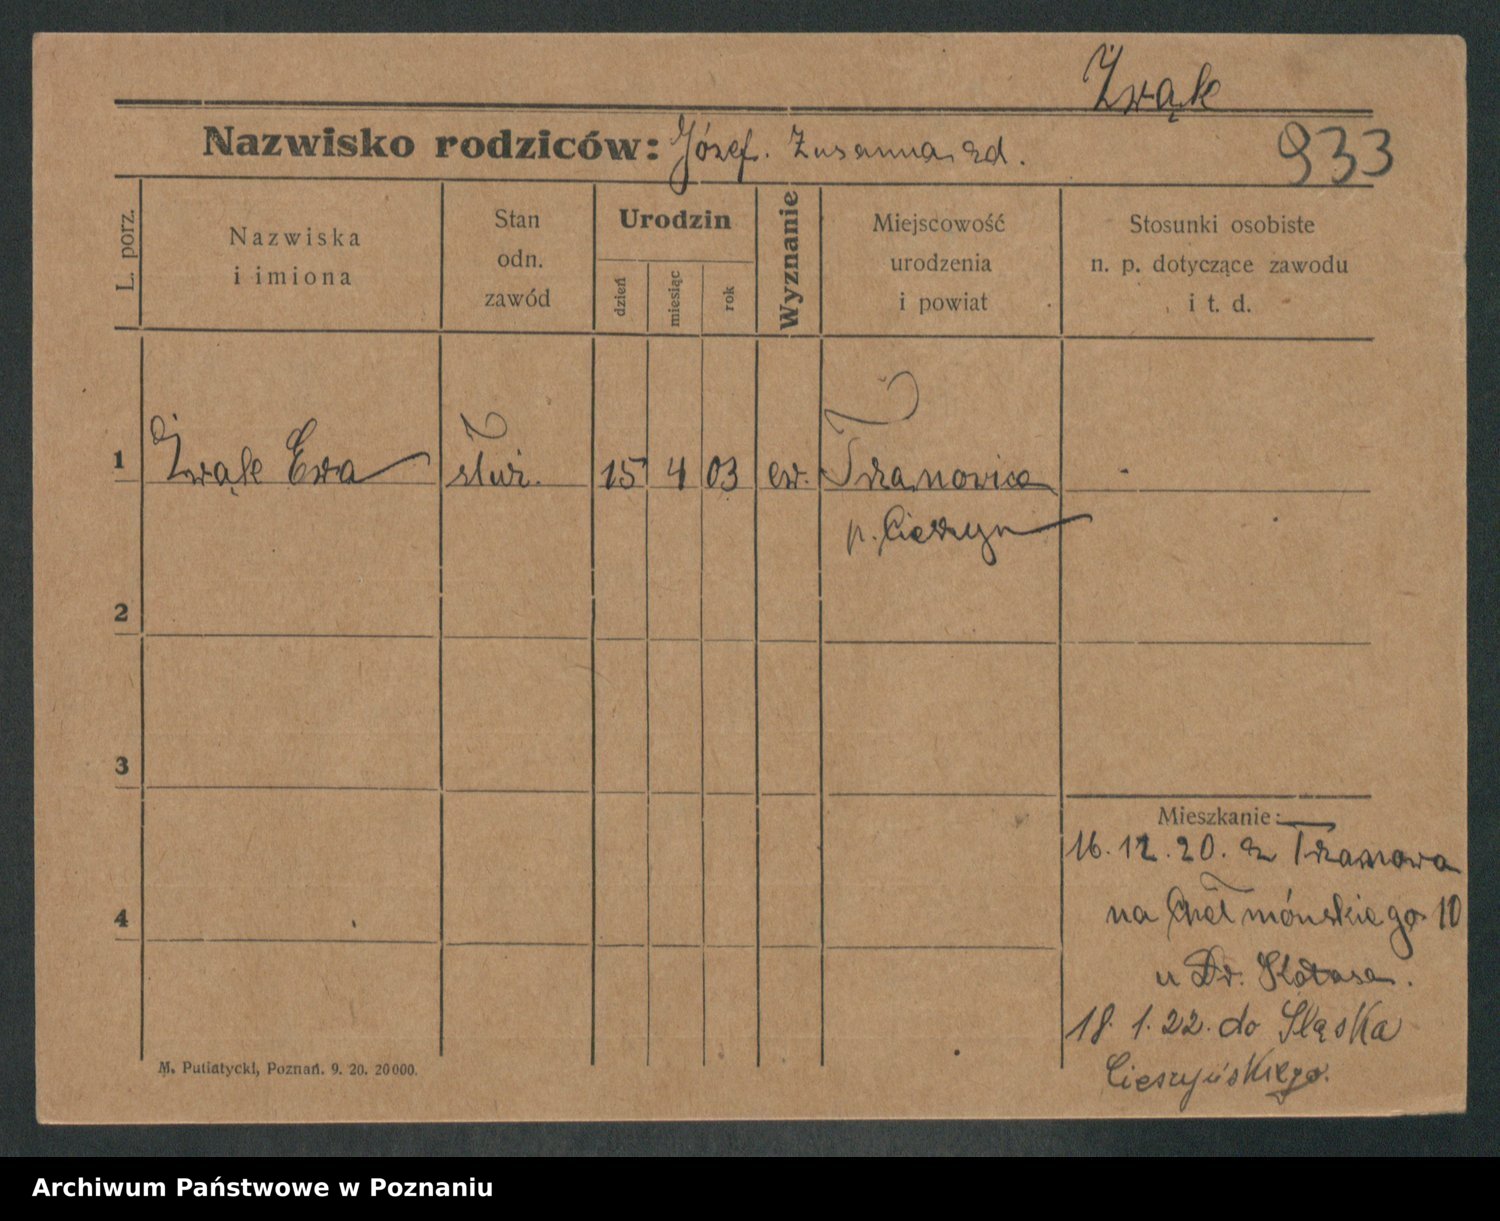 Żwąk
Nazwisko rodziców: Józef. Zusanna zd.
933
L. porz.
Nazwiska
i imiona
Stan
odn.
zawód
Urodzin
dzień
miesiąc
rok
Wyznanie
Miejscowość
urodzenia
i powiat
Stosunki osobiste
n. p. dotyczące zawodu
i t. d.
1 Żwąk Ewa służ. 15 4 03 ew. Trzanowice
p. Cieszyn
2
3
Mieszkanie:
16. 12. 20. z Trzanowa
na Chełmońskiego 10
4
u Dr.
18. 1. 22. do Śląska
Cieszyńskiego.
M. Putiatycki, Poznań. 9. 20. 20000.
Archiwum Państwowe w Poznaniu